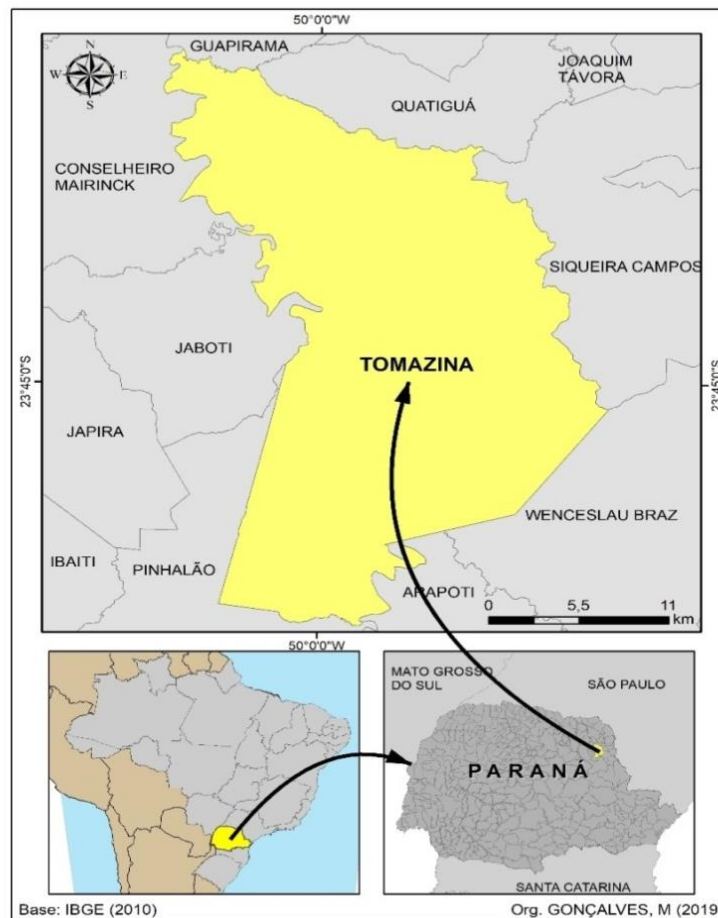 50°0'0"W
GUAPIRAMA
N
W E
S
JOAQUIM
TÁVORA
QUATIGUÁ
CONSELHEIRO
MAIRINCK
SIQUEIRA CAMPOS
JABOTI
TOMAZINA
23°45'0"S
23°45'0"S
JAPIRA
WENCESLAU BRAZ
IBAITI
PINHALÃO
ARAPOTI
0 5,5 11
km
50°0'0"W
MATO GROSSO
DO SUL
SÃO PAULO
PARANÁ
SANTA CATARINA
Base: IBGE (2010)
Org. GONÇALVES, M (2019